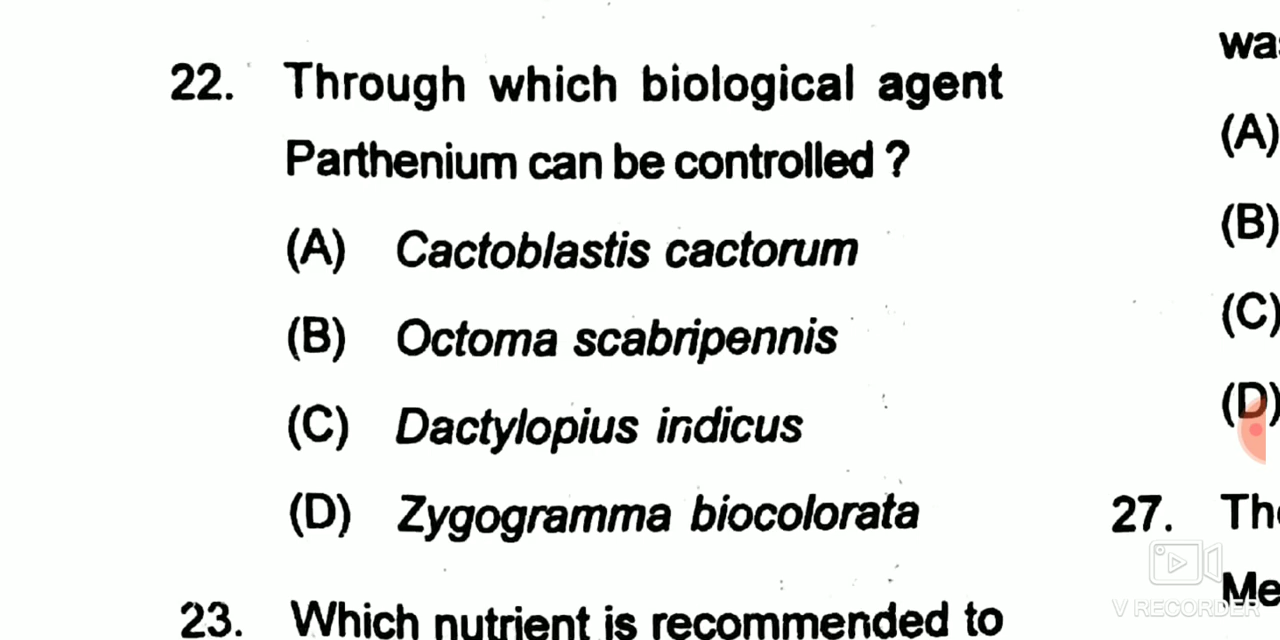 22. Through which biological agent
Parthenium can be controlled ?
(A) Cactoblastis cactorum
(B) Octoma scabripennis
(C) Dactylopius indicus
(D) Zygogramma biocolorata
23. Which nutrient is recommended to
(A)
(B)
(C)
(D)
27.
Me
V RECORDER